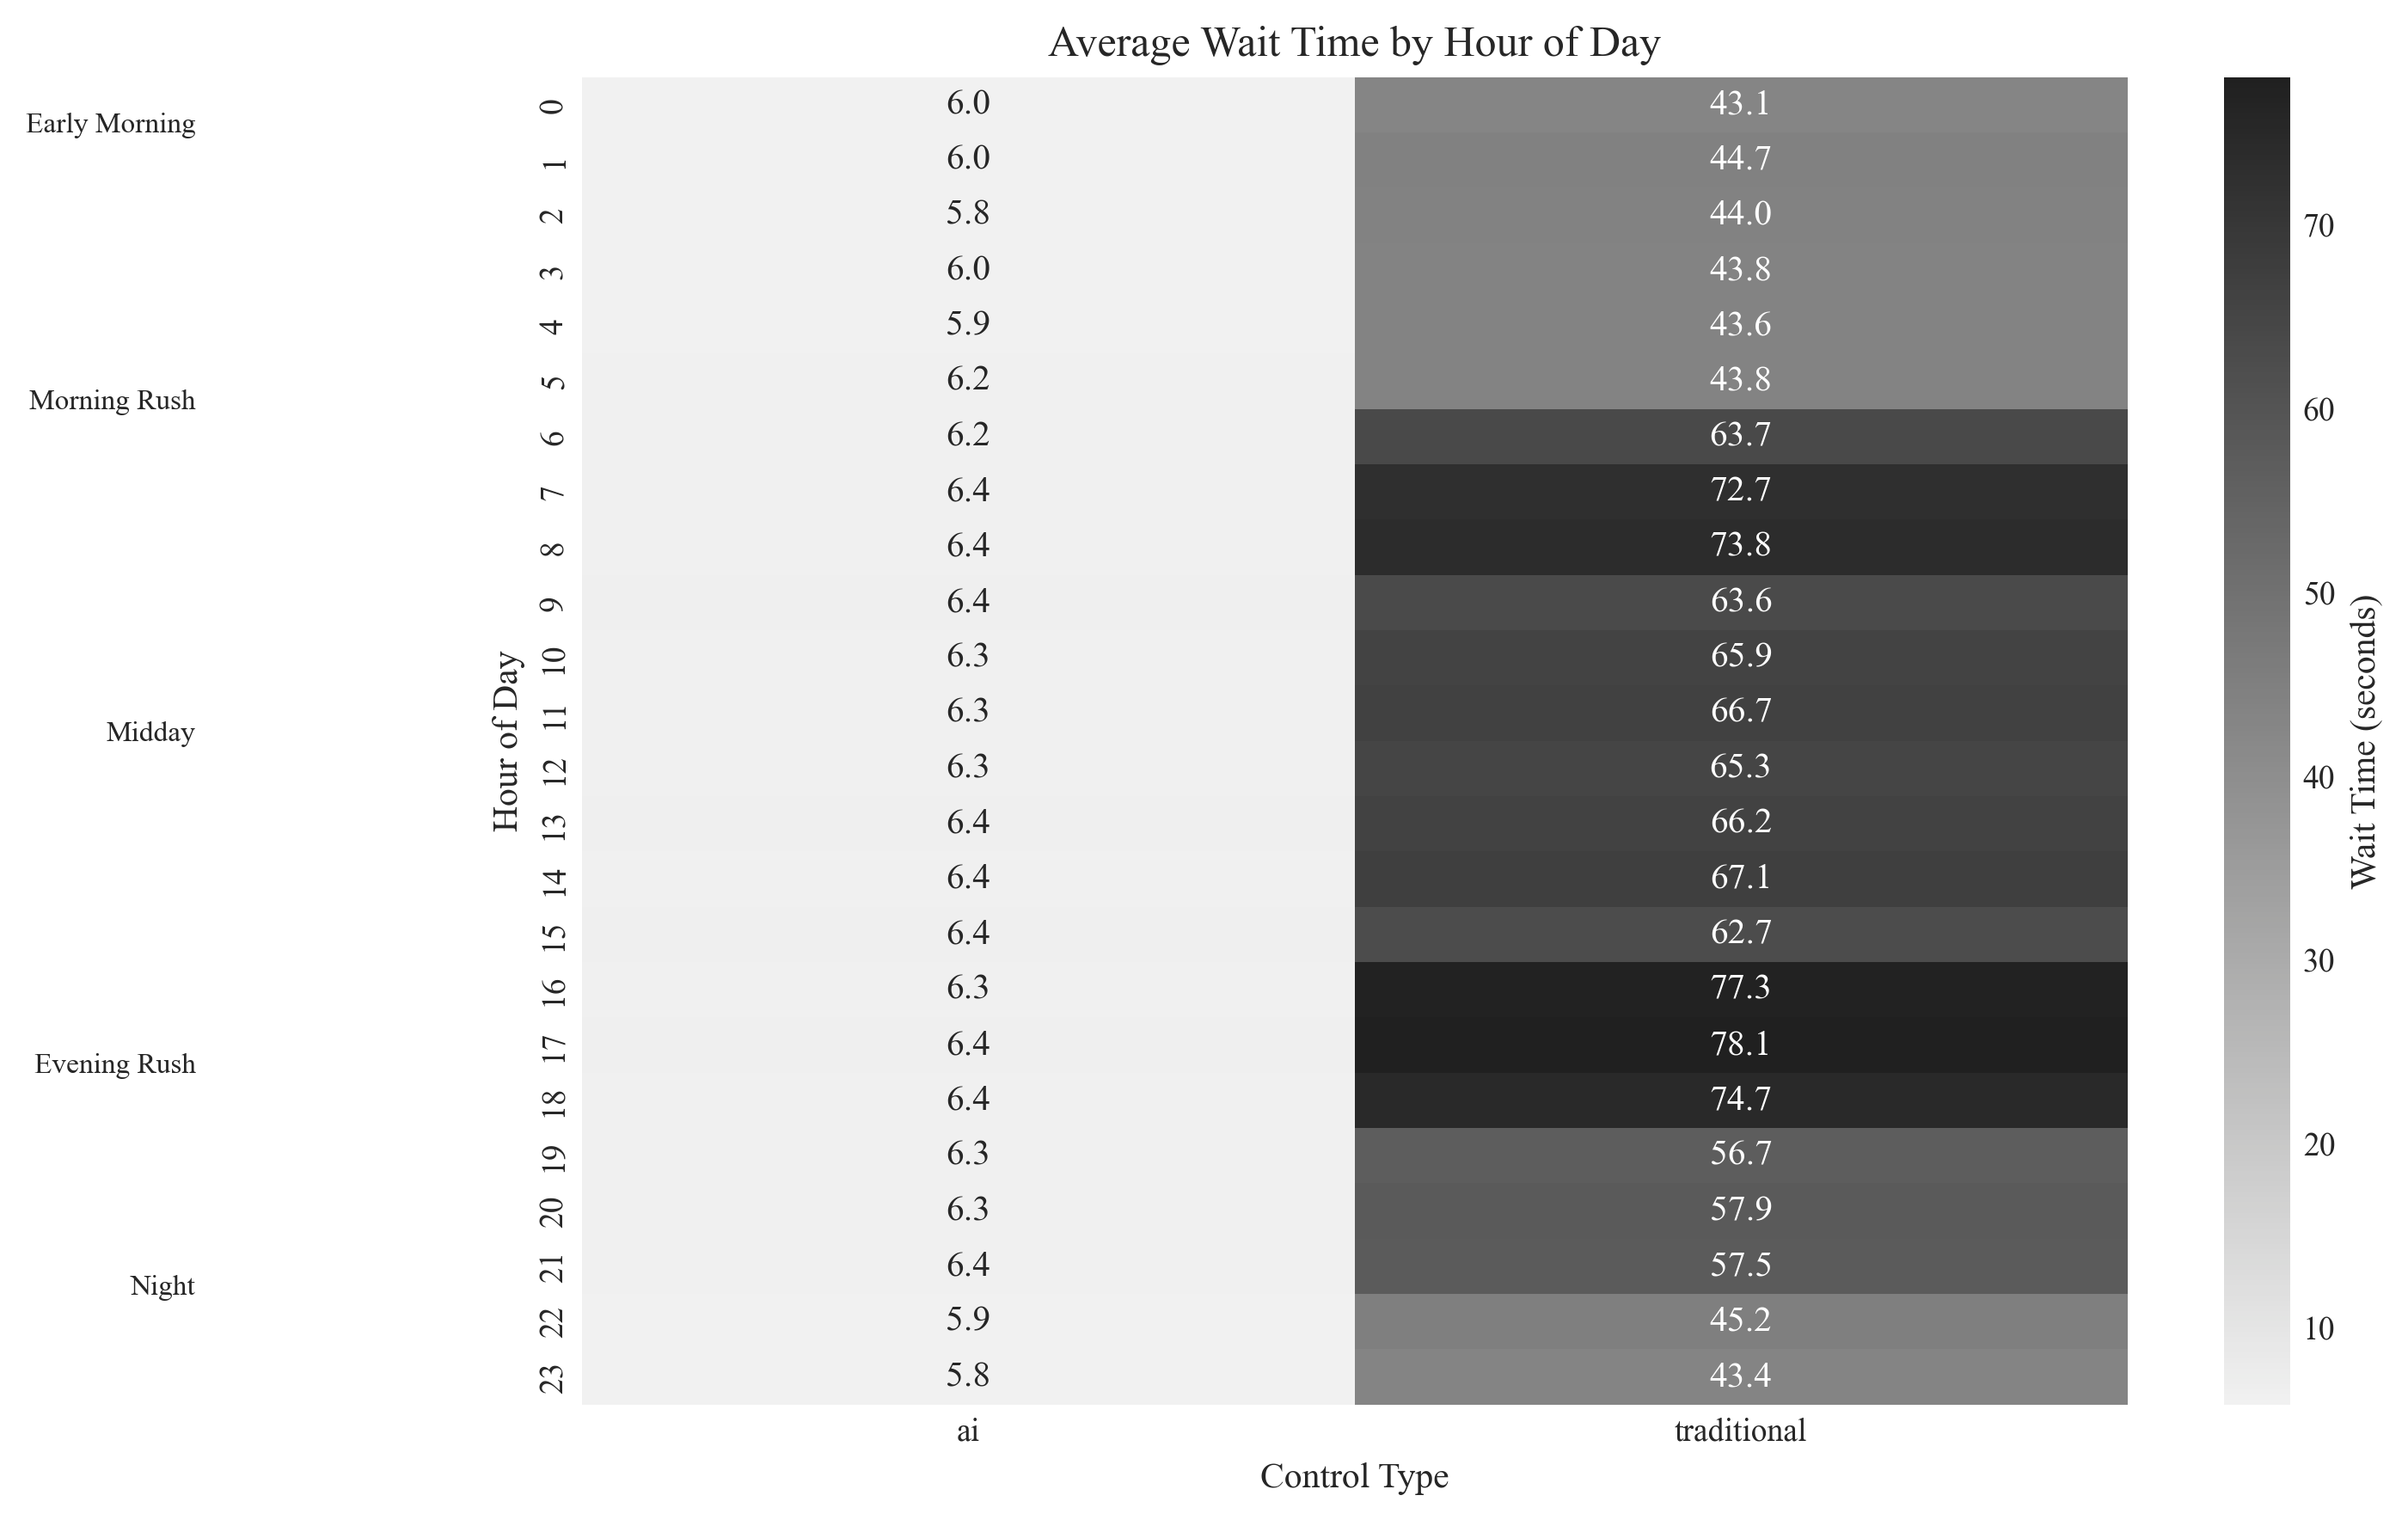 Average Wait Time by Hour of Day
Early Morning
0 6.0 43.1
1 6.0 44.7
2 5.8 44.0
3 6.0 43.8
4 5.9 43.6
Morning Rush
5 6.2 43.8
6 6.2 63.7
7 6.4 72.7
8 6.4 73.8
9 6.4 63.6
10 6.3 65.9
11 6.3 66.7
Midday
12 6.3 65.3
13 6.4 66.2
14 6.4 67.1
15 6.4 62.7
16 6.3 77.3
17 6.4 78.1
Evening Rush
18 6.4 74.7
19 6.3 56.7
20 6.3 57.9
21 6.4 57.5
Night
22 5.9 45.2
23 5.8 43.4
Hour of Day
ai traditional
Control Type
70
60
50
40
30
20
10
Wait Time (seconds)